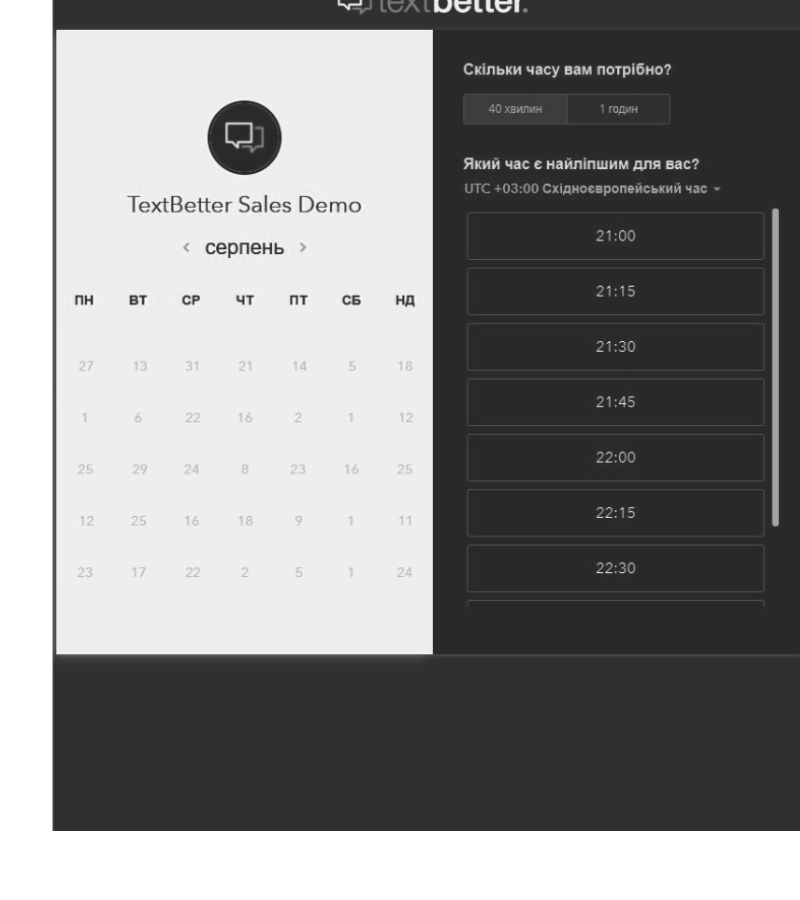 textbetter.
TextBetter Sales Demo
< серпень >
ПН ВТ СР ЧТ ПТ СБ НД
27 13 31 21 14 5 18
1 6 22 16 2 1 12
25 29 24 8 23 16 25
12 25 16 18 9 1 11
23 17 22 2 5 1 24
Скільки часу вам потрібно?
40 хвилин 1 годин
Який час є найліпшим для вас?
UTC +03:00 Східноєвропейський час
21:00
21:15
21:30
21:45
22:00
22:15
22:30